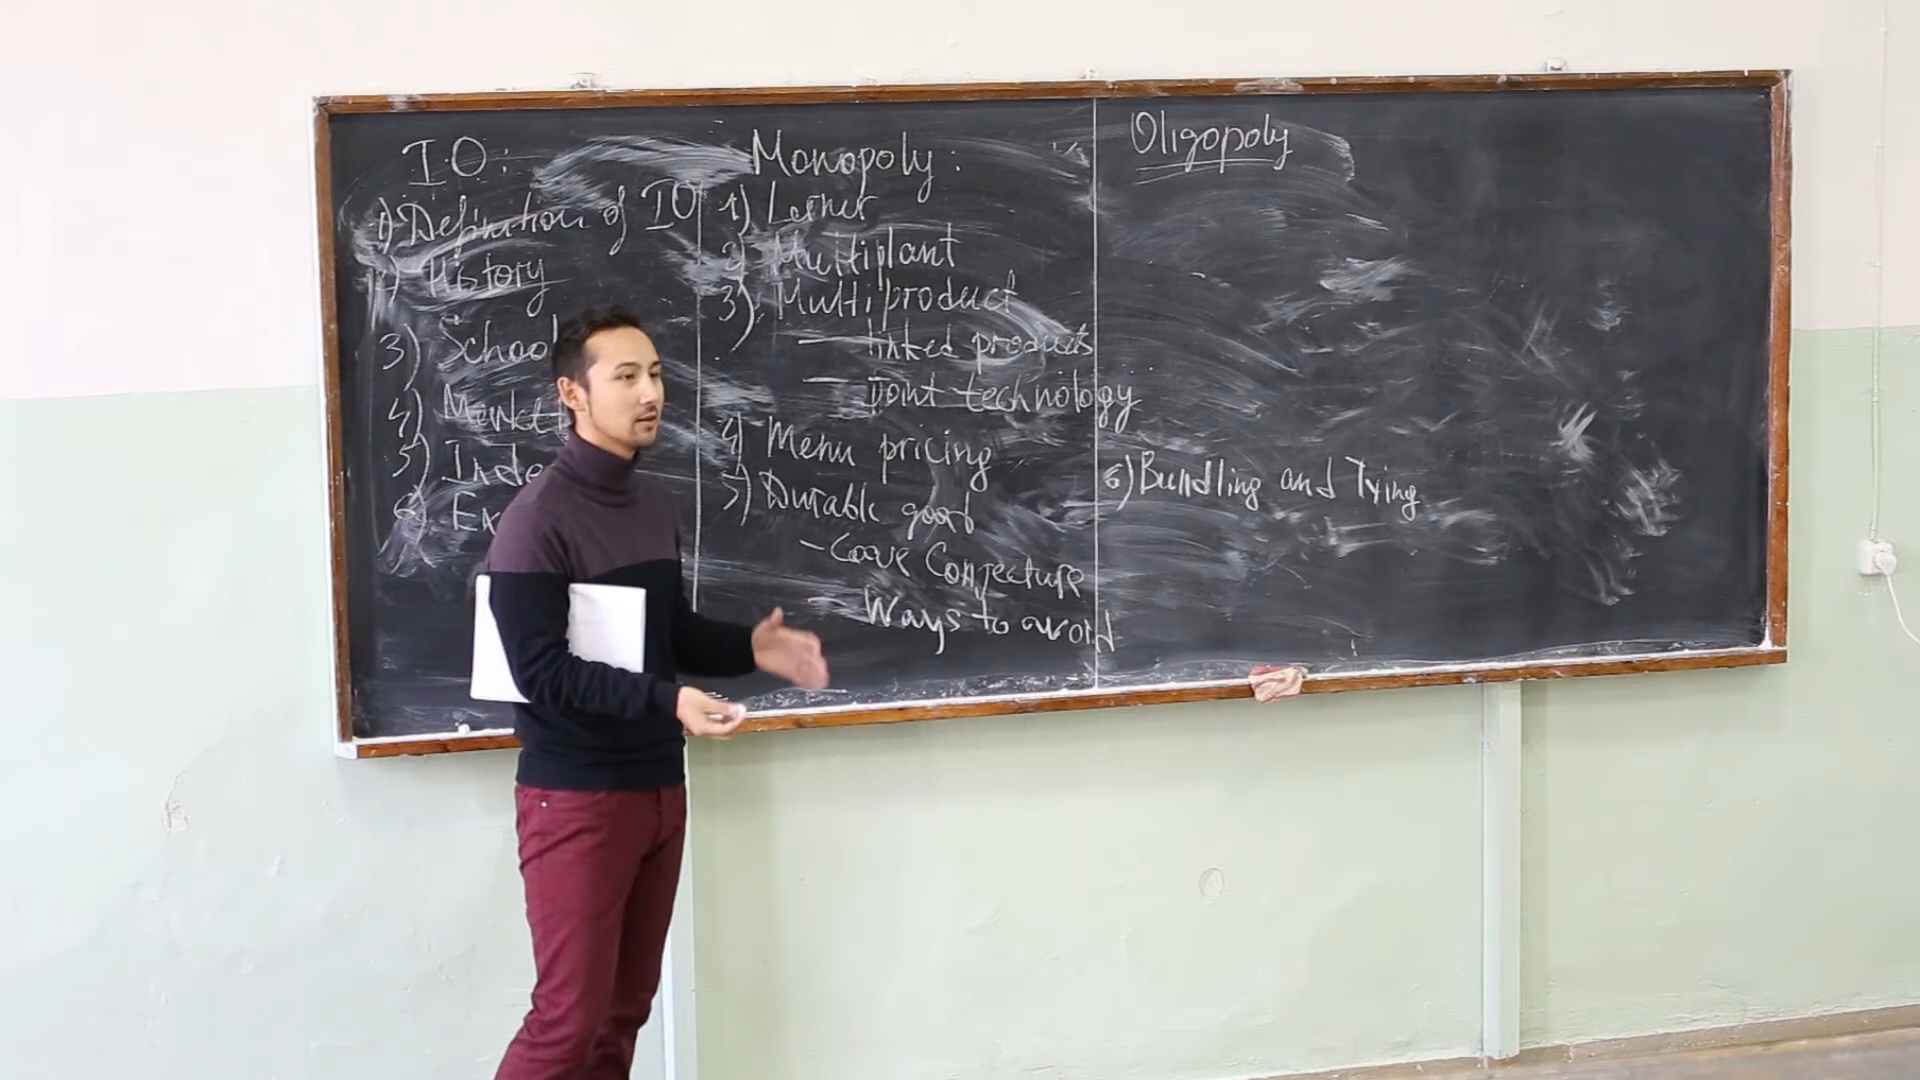 I.O:
1) Definition of IO
2) History
3) School
4) Markt
5) Inde
6) Ex
Monopoly:
1) Lerner
2) Multiplant
3) Multiproduct
— linked products
— Joint technology
4) Menu pricing
5) Durable good
- Coase Conjecture
- Ways to avoid
Oligopoly
6) Bundling and Tying